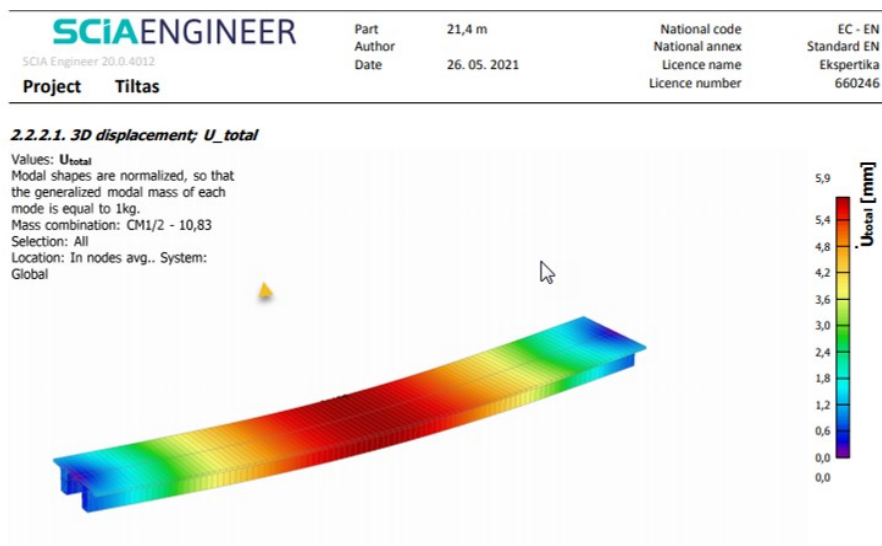 SCiAENGINEER
SCIA Engineer 20.0.4012
Project Tiltas
Part 21,4 m
Author
Date 26. 05. 2021
National code EC - EN
National annex Standard EN
Licence name Ekspertika
Licence number 660246
2.2.2.1. 3D displacement; U_total
Values: Utotal
Modal shapes are normalized, so that
the generalized modal mass of each
mode is equal to 1kg.
Mass combination: CM1/2 - 10,83
Selection: All
Location: In nodes avg.. System:
Global
Utotal [mm]
5,9
5,4
4,8
4,2
3,6
3,0
2,4
1,8
1,2
0,6
0,0
0,0